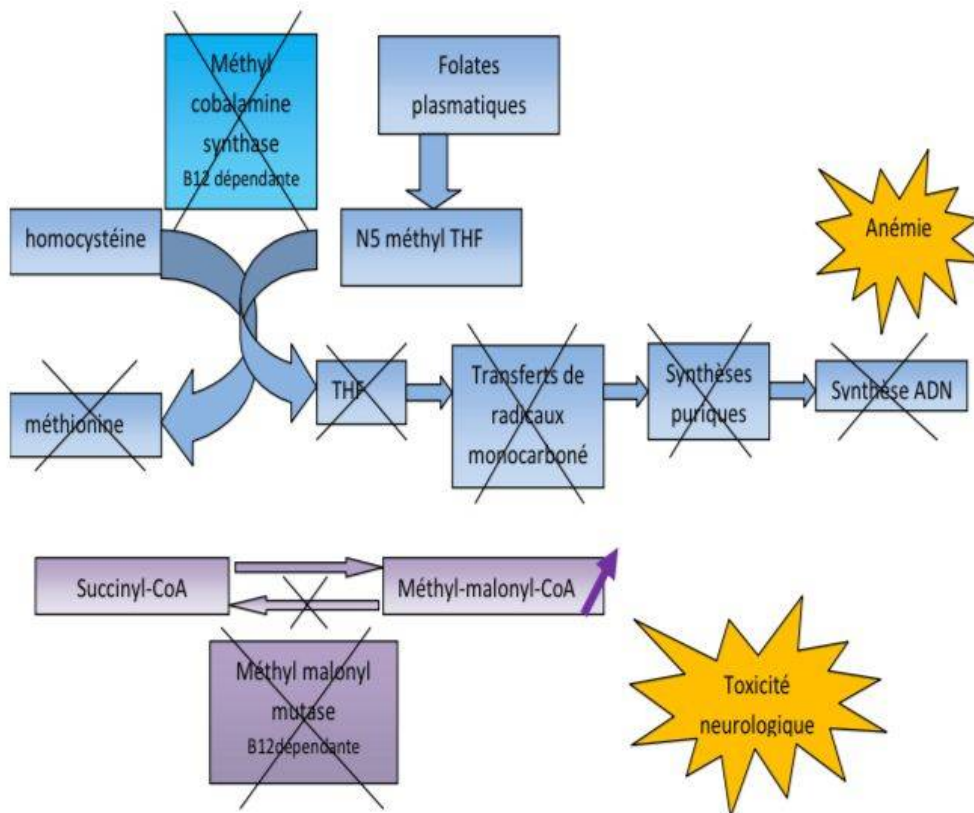 Méthyl
cobalamine
synthase
B12 dépendante
Folates
plasmatiques
homocystéine
N5 méthyl THF
Anémie
méthionine
THF
Transferts de
radicaux
monocarboné
Synthèses
puriques
Synthèse ADN
Succinyl-CoA
Méthyl-malonyl-CoA
Méthyl malonyl
mutase
B12dépendante
Toxicité
neurologique